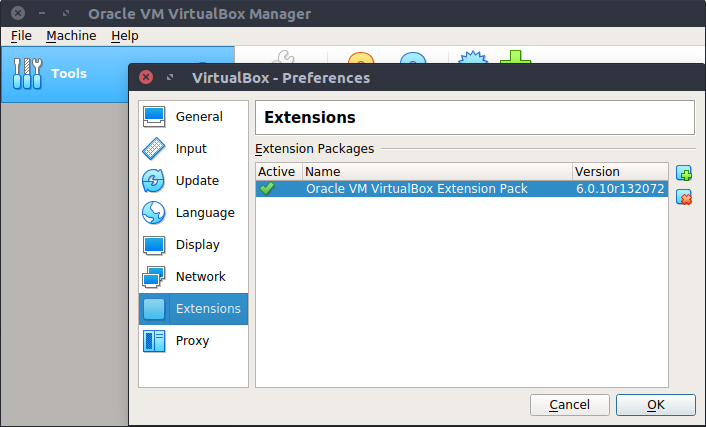 Oracle VM VirtualBox Manager
File Machine Help
Tools
VirtualBox - Preferences
General
Input
Update
Language
Display
Network
Extensions
Proxy
Extensions
Extension Packages
Active Name Version
Oracle VM VirtualBox Extension Pack 6.0.10r132072
Cancel OK